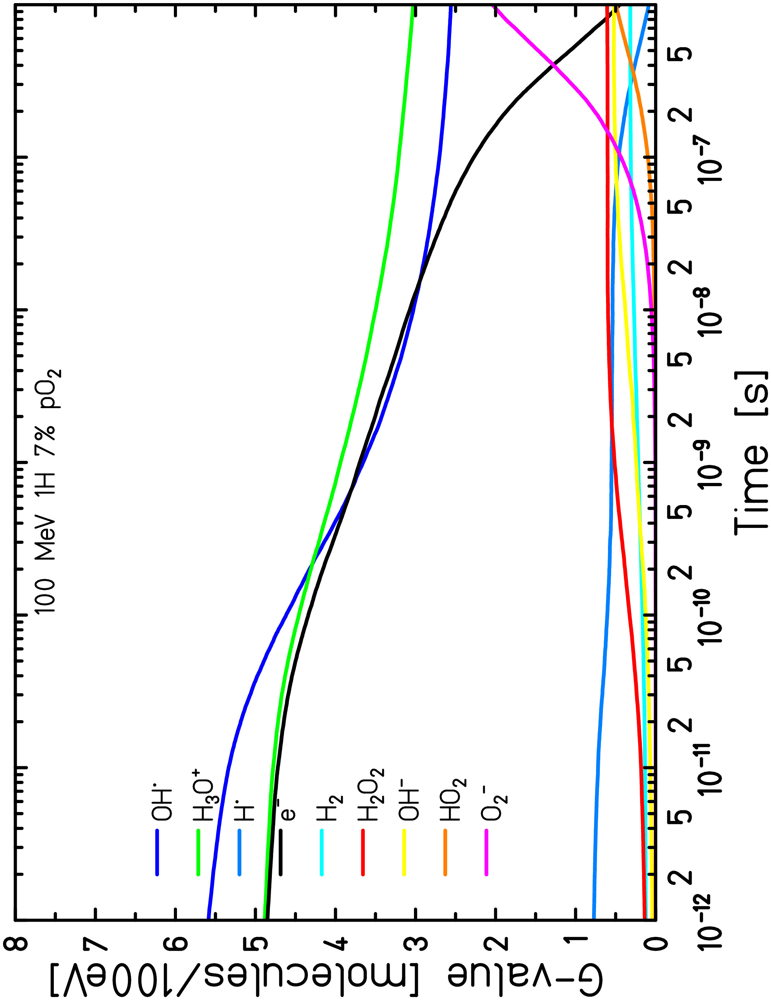 100 MeV 1H 7% pO₂
OH˙
H₃O⁺
H˙
e⁻
H₂
H₂O₂
OH⁻
HO₂
O₂⁻
G-value [molecules/100eV]
8
7
6
5
4
3
2
1
0
10⁻¹² 2 5 10⁻¹¹ 2 5 10⁻¹⁰ 2 5 10⁻⁹ 2 5 10⁻⁸ 2 5 10⁻⁷ 2 5
Time [s]